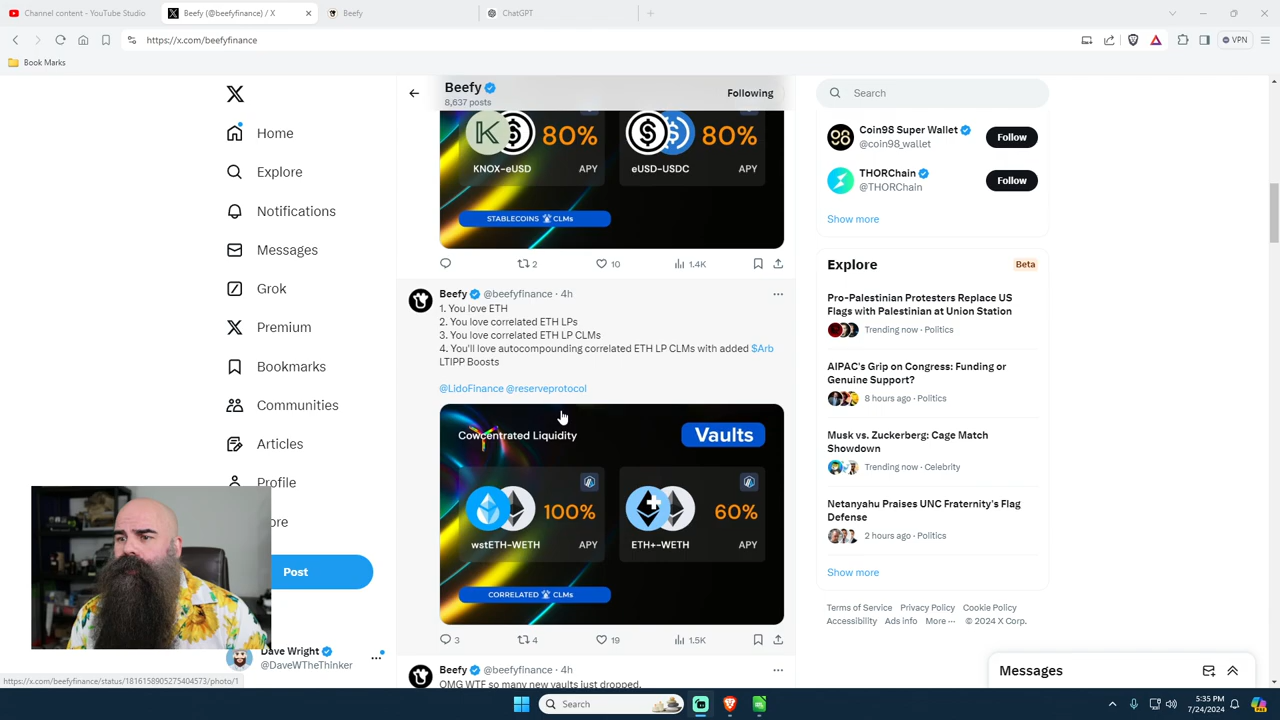 Channel content - YouTube Studio
Beefy (@beefyfinance) / X
Beefy
ChatGPT
https://x.com/beefyfinance
VPN
Book Marks
Home
Explore
Notifications
Messages
Grok
Premium
Bookmarks
Communities
Articles
Profile
Post
Dave Wright
@DaveWTheThinker
Beefy
8,637 posts
Following
80%
KNOX-eUSD
APY
80%
eUSD-USDC
APY
STABLECOINS CLMs
2
10
1.4K
Beefy @beefyfinance · 4h
1. You love ETH
2. You love correlated ETH LPs
3. You love correlated ETH LP CLMs
4. You'll love autocompounding correlated ETH LP CLMs with added $Arb
LTIPP Boosts
@LidoFinance @reserveprotocol
Cowcentrated Liquidity
Vaults
100%
wstETH-WETH
APY
60%
ETH+-WETH
APY
CORRELATED CLMs
3
4
19
1.5K
Beefy @beefyfinance · 4h
OMG WTF so many new vaults just dropped.
Search
Coin98 Super Wallet
@coin98_wallet
Follow
THORChain
@THORChain
Follow
Show more
Explore
Beta
Pro-Palestinian Protesters Replace US
Flags with Palestinian at Union Station
Trending now · Politics
AIPAC's Grip on Congress: Funding or
Genuine Support?
8 hours ago · Politics
Musk vs. Zuckerberg: Cage Match
Showdown
Trending now · Celebrity
Netanyahu Praises UNC Fraternity's Flag
Defense
2 hours ago · Politics
Show more
Terms of Service Privacy Policy Cookie Policy
Accessibility Ads info More ··· © 2024 X Corp.
Messages
https://x.com/beefyfinance/status/1816158905275404573/photo/1
Search
5:35 PM
7/24/2024